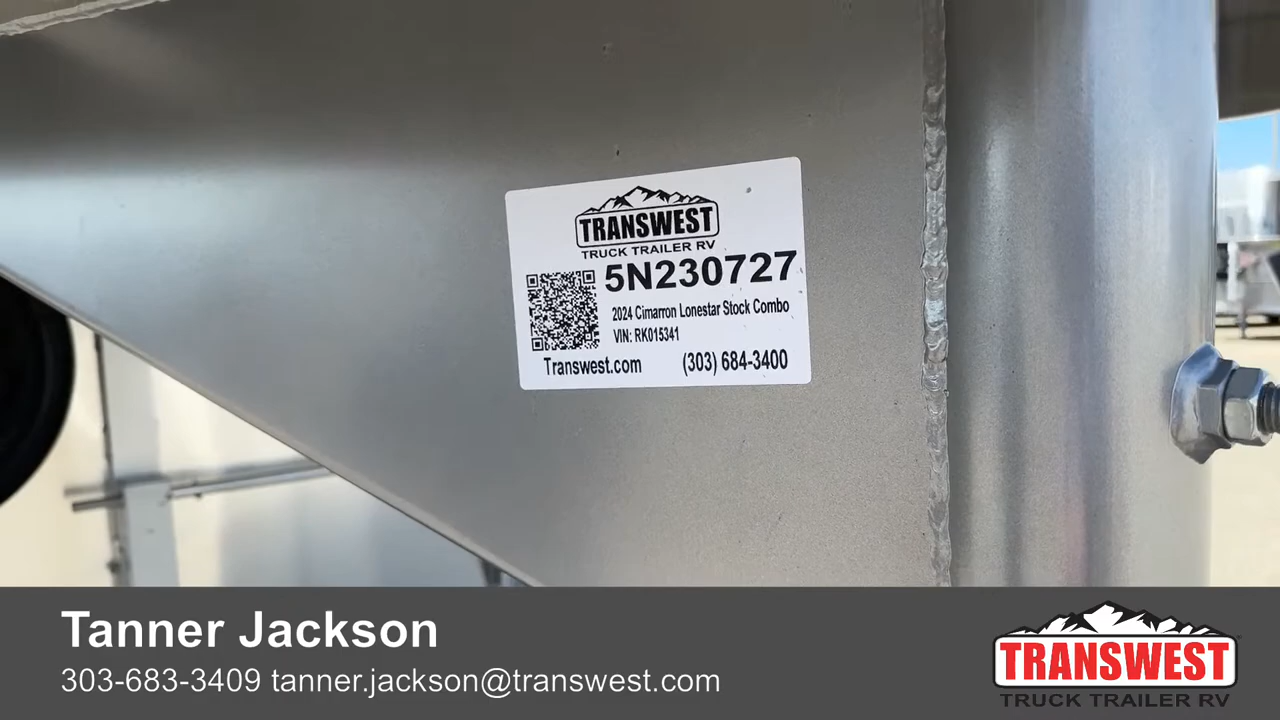 TRANSWEST
TRUCK TRAILER RV
5N230727
2024 Cimarron Lonestar Stock Combo
VIN: RK015341
Transwest.com (303) 684-3400
Tanner Jackson
303-683-3409 tanner.jackson@transwest.com
TRANSWEST
TRUCK TRAILER RV